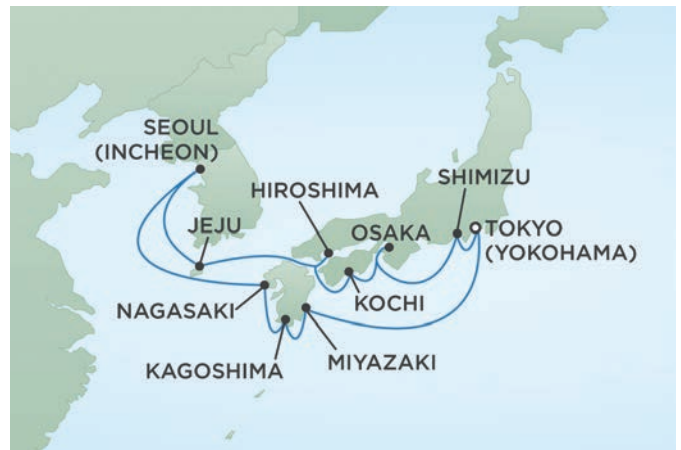 SEOUL
(INCHEON)
HIROSHIMA
SHIMIZU
JEJU
OSAKA
TOKYO
(YOKOHAMA)
NAGASAKI
KOCHI
KAGOSHIMA
MIYAZAKI